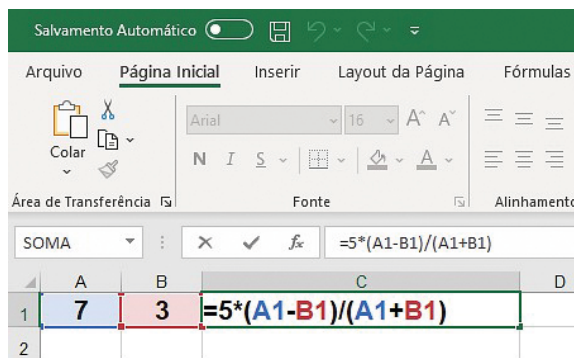 Salvamento Automático
Arquivo Página Inicial Inserir Layout da Página Fórmulas
Arial 16 A A
Colar N I S A
Área de Transferência Fonte Alinhamento
SOMA fx =5*(A1-B1)/(A1+B1)
A B C D
1 7 3 =5*(A1-B1)/(A1+B1)
2